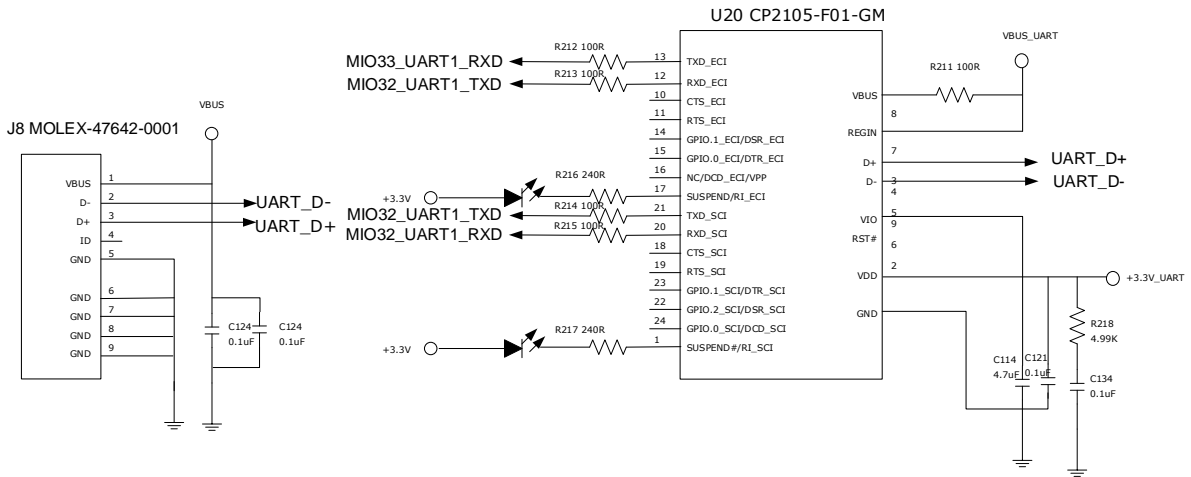 U20 CP2105-F01-GM
VBUS_UART
R212 100R
MIO33_UART1_RXD
13
TXD_ECI
R213 100R
MIO32_UART1_TXD
12
RXD_ECI
R211 100R
10
CTS_ECI
VBUS
8
VBUS
11
RTS_ECI
J8 MOLEX-47642-0001
14
GPIO.1_ECI/DSR_ECI
REGIN
7
15
GPIO.0_ECI/DTR_ECI
D+
UART_D+
3
R216 240R
16
NC/DCD_ECI/VPP
D-
UART_D-
4
VBUS
1
+3.3V
17
SUSPEND/RI_ECI
D-
2
UART_D-
R214 100R
MIO32_UART1_TXD
21
TXD_SCI
VIO
5
9
D+
3
UART_D+
R215 100R
MIO32_UART1_RXD
20
RXD_SCI
RST#
6
ID
4
18
CTS_SCI
GND
5
19
RTS_SCI
VDD
2
+3.3V_UART
GND
6
23
GPIO.1_SCI/DTR_SCI
GND
7
22
GPIO.2_SCI/DSR_SCI
GND
GND
8
24
GPIO.0_SCI/DCD_SCI
C124
0.1uF
C124
0.1uF
R218
4.99K
GND
9
R217 240R
+3.3V
1
SUSPEND#/RI_SCI
C114
4.7uF
C121
0.1uF
C134
0.1uF